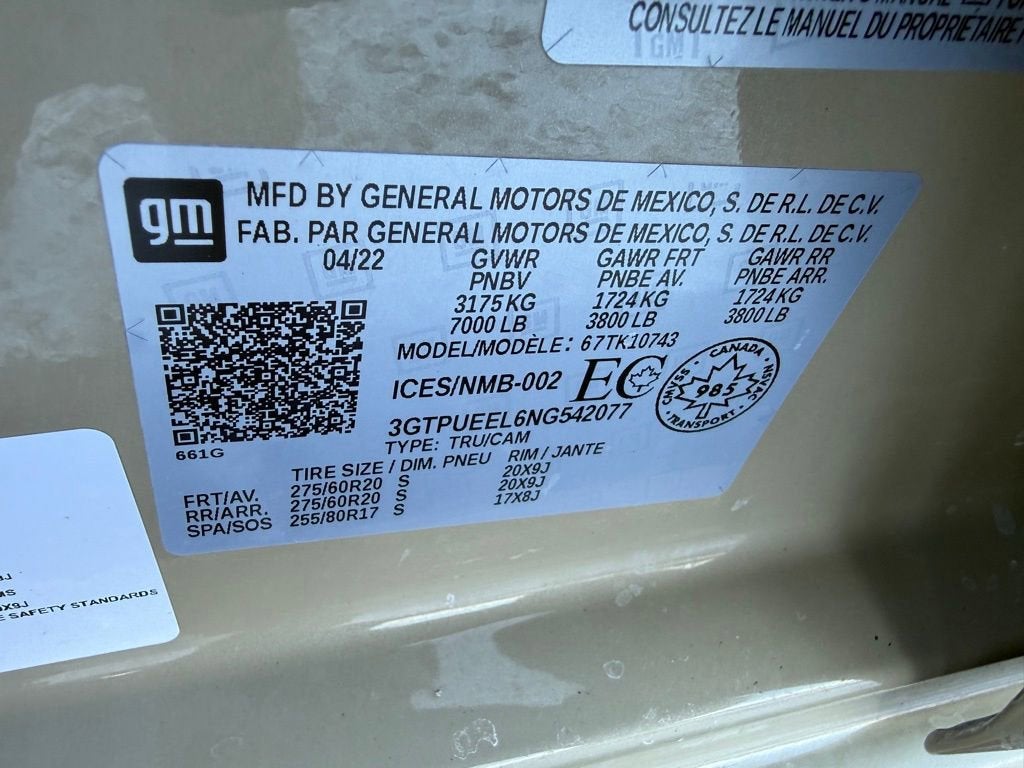 CONSULTEZ LE MANUEL DU PROPRIÉTAIRE
gm
MFD BY GENERAL MOTORS DE MEXICO, S. DE R.L. DE C.V.
FAB. PAR GENERAL MOTORS DE MEXICO, S. DE R.L. DE C.V.
04/22 GVWR GAWR FRT GAWR RR
PNBV PNBE AV. PNBE ARR.
3175 KG 1724 KG 1724 KG
7000 LB 3800 LB 3800 LB
MODEL/MODÈLE: 67TK10743
ICES/NMB-002 EC
CANADA
NSVAC
985
SVNMC
TRANSPORT
3GTPUEEL6NG542077
TYPE: TRU/CAM
661G
TIRE SIZE / DIM. PNEU RIM / JANTE
FRT/AV. 275/60R20 S 20X9J
RR/ARR. 275/60R20 S 20X9J
SPA/SOS 255/80R17 S 17X8J
SAFETY STANDARDS